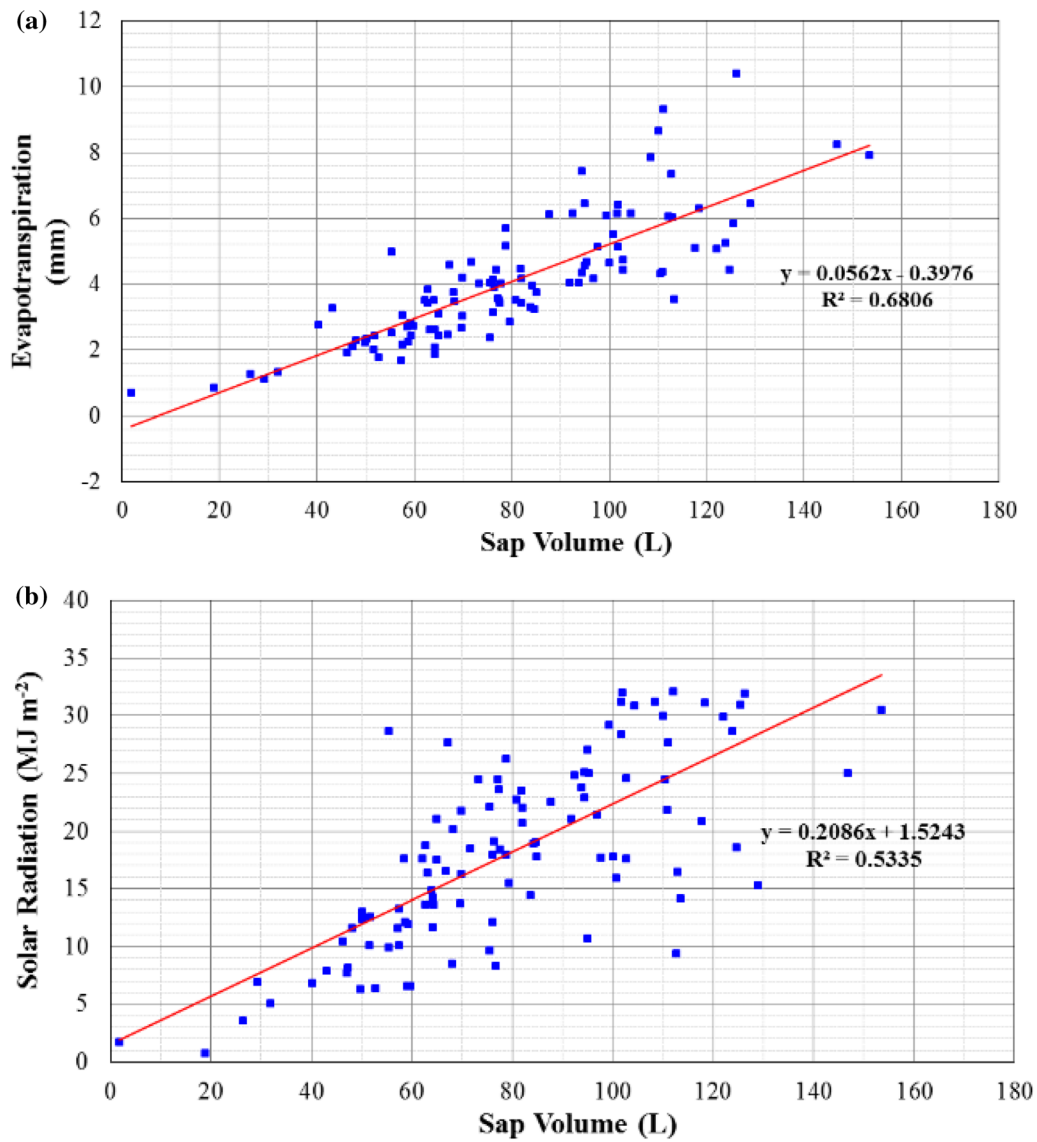 (a)
12
10
8
6
4
2
0
-2
Evapotranspiration
(mm)
y = 0.0562x - 0.3976
R² = 0.6806
0 20 40 60 80 100 120 140 160 180
Sap Volume (L)
(b)
40
35
30
25
20
15
10
5
0
Solar Radiation (MJ m⁻²)
y = 0.2086x + 1.5243
R² = 0.5335
0 20 40 60 80 100 120 140 160 180
Sap Volume (L)